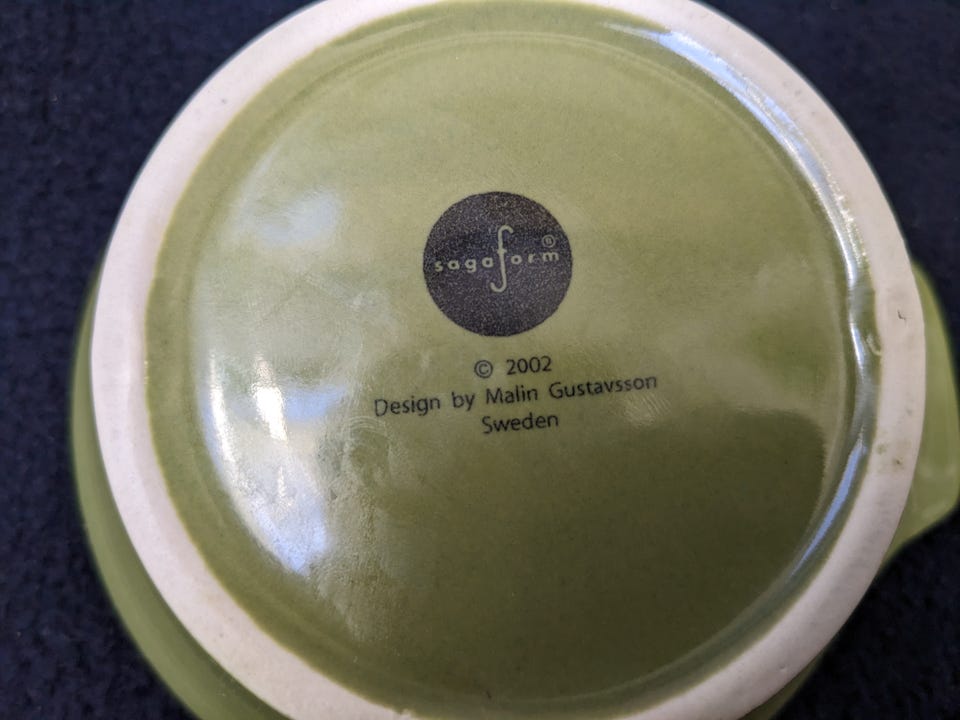 sagaform®
© 2002
Design by Malin Gustavsson
Sweden